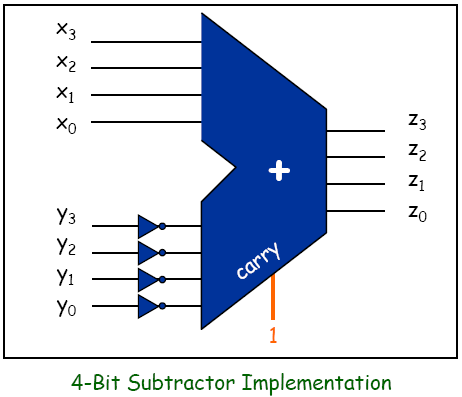 x3
x2
x1
x0
y3
y2
y1
y0
+
carry
1
z3
z2
z1
z0
4-Bit Subtractor Implementation